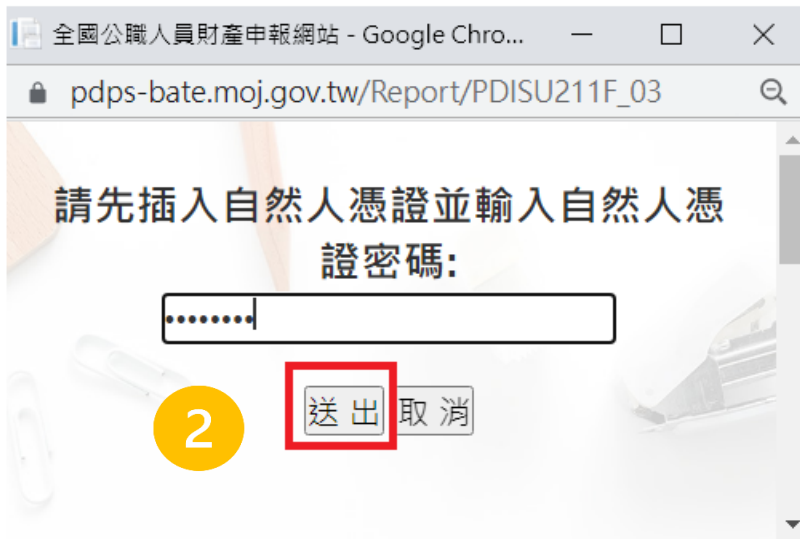 全國公職人員財產申報網站 - Google Chro...
pdps-bate.moj.gov.tw/Report/PDISU211F_03
請先插入自然人憑證並輸入自然人憑
證密碼:
••••••••
2
送出 取消